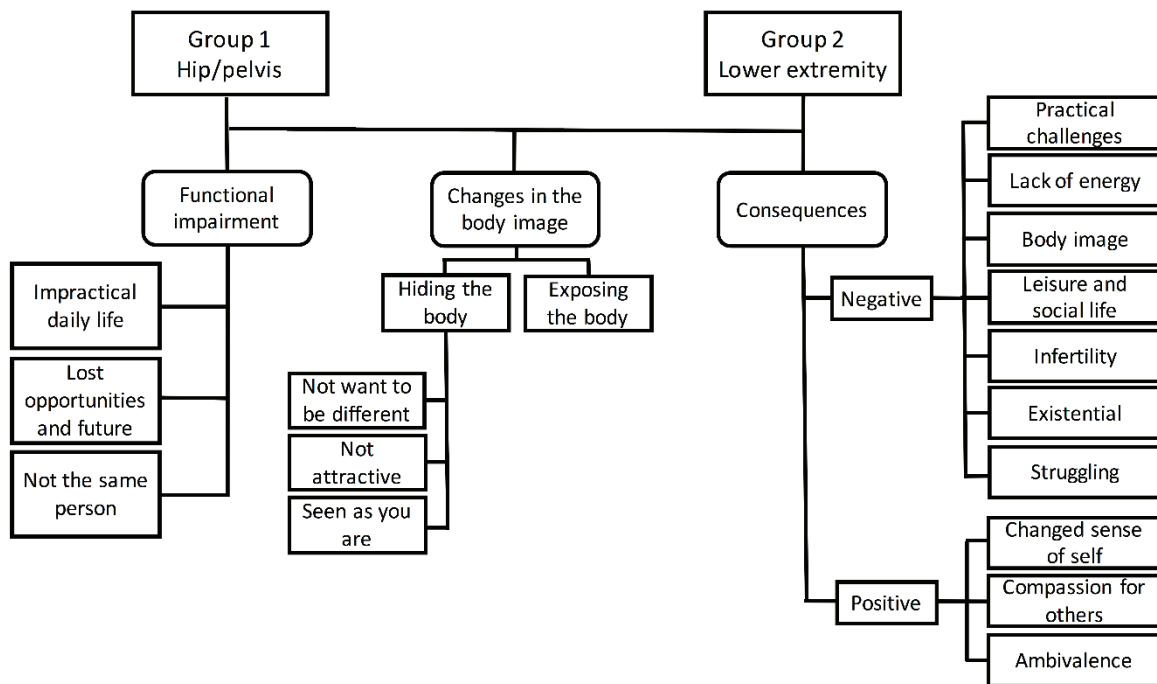 Group 1
Hip/pelvis
Group 2
Lower extremity
Functional
impairment
Changes in the
body image
Consequences
Impractical
daily life
Lost
opportunities
and future
Not the same
person
Hiding the
body
Exposing
the body
Not want to
be different
Not
attractive
Seen as you
are
Negative
Practical
challenges
Lack of energy
Body image
Leisure and
social life
Infertility
Existential
Struggling
Positive
Changed sense
of self
Compassion for
others
Ambivalence